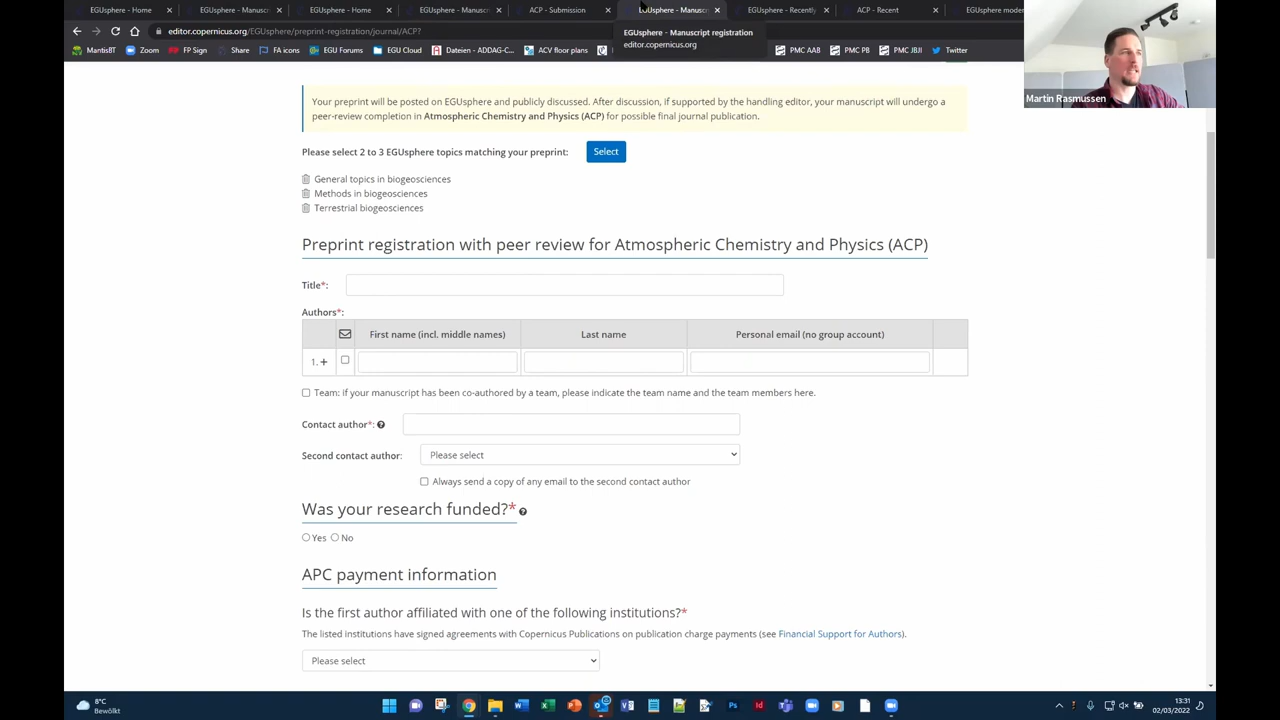 EGUsphere - Home
EGUsphere - Manuscri
EGUsphere - Home
EGUsphere - Manusc
ACP - Submission
EGUsphere - Manusc
EGUsphere - Recently
ACP - Recent
EGUsphere mode
editor.copernicus.org/EGUsphere/preprint-registration/journal/ACP?
EGUsphere - Manuscript registration
editor.copernicus.org
MantisBT
Zoom
FP Sign
FA icons
EGU Forums
EGU Cloud
Dateien - ADDAG-C...
ACV floor plans
PMC AAB
PMC PB
PMC JBJI
Twitter
Martin Rasmussen
Your preprint will be posted on EGUsphere and publicly discussed. After discussion, if supported by the handling editor, your manuscript will undergo a
peer-review completion in Atmospheric Chemistry and Physics (ACP) for possible final journal publication.
Please select 2 to 3 EGUsphere topics matching your preprint:
Select
General topics in biogeosciences
Methods in biogeosciences
Terrestrial biogeosciences
Preprint registration with peer review for Atmospheric Chemistry and Physics (ACP)
Title*:
Authors*:
First name (incl. middle names)
Last name
Personal email (no group account)
1. +
Team: if your manuscript has been co-authored by a team, please indicate the team name and the team members here.
Contact author*:
Second contact author:
Please select
Always send a copy of any email to the second contact author
Was your research funded?*
Yes
No
APC payment information
Is the first author affiliated with one of the following institutions?*
The listed institutions have signed agreements with Copernicus Publications on publication charge payments (see Financial Support for Authors).
Please select
8°C
Bewölkt
13:31
02/03/2022